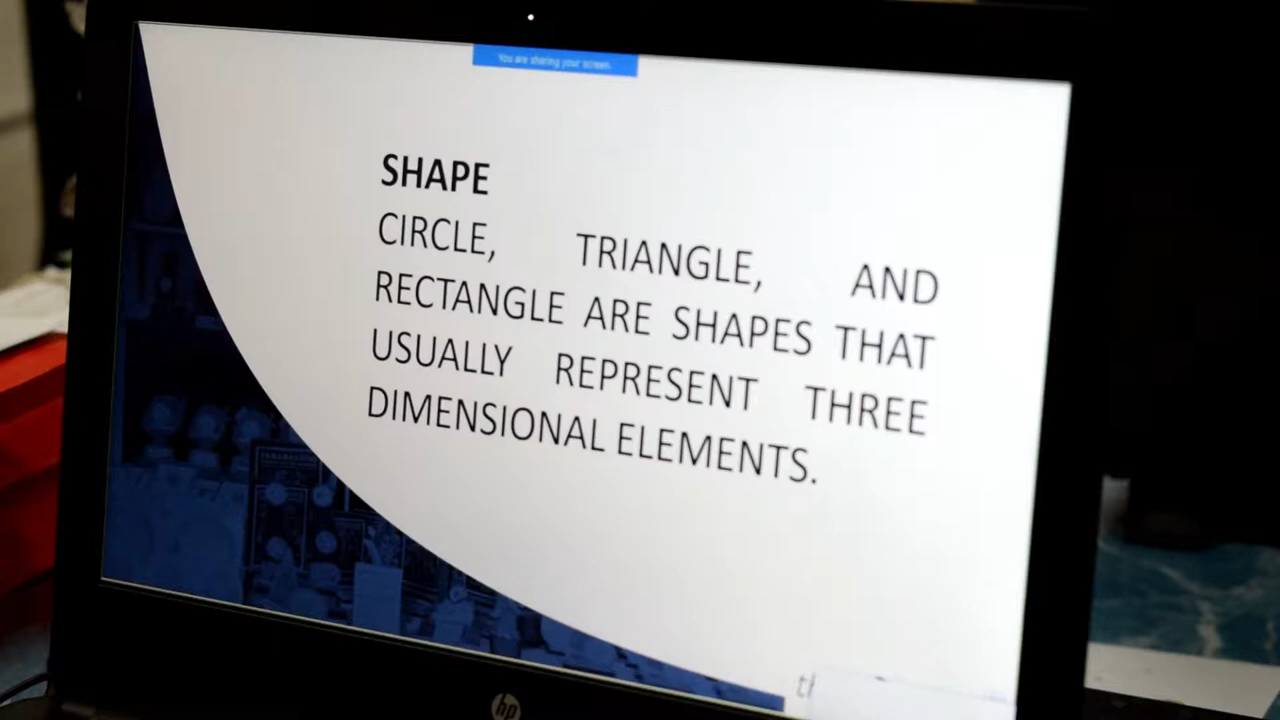 You are sharing your screen.
SHAPE
CIRCLE, TRIANGLE, AND
RECTANGLE ARE SHAPES THAT
USUALLY REPRESENT THREE
DIMENSIONAL ELEMENTS.
hp